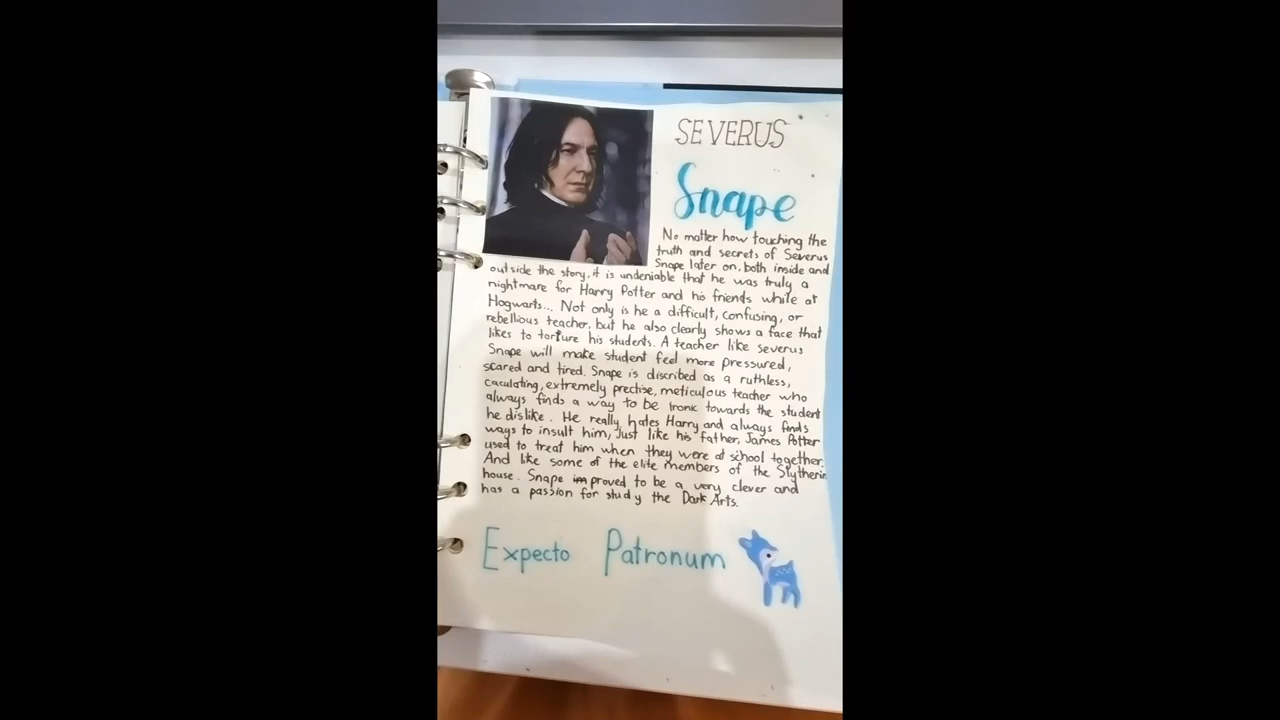 SEVERUS
Snape
No matter how touching the
truth and secrets of Severus
Snape later on, both inside and
outside the story, it is undeniable that he was truly a
nightmare for Harry Potter and his friends while at
Hogwarts... Not only is he a difficult, confusing, or
rebellious teacher, but he also clearly shows a face that
likes to torture his students. A teacher like severus
Snape will make student feel more pressured,
scared and tired. Snape is discribed as a ruthless,
caculating, extremely precise, meticulous teacher who
always finds a way to be ironic towards the student
he dislike. He really hates Harry and always finds
ways to insult him, Just like his father, James Potter
used to treat him when they were at school together.
And like some of the elite members of the Slytherin
house. Snape im proved to be a very clever and
has a passion for study the Dark Arts.
Expecto Patronum